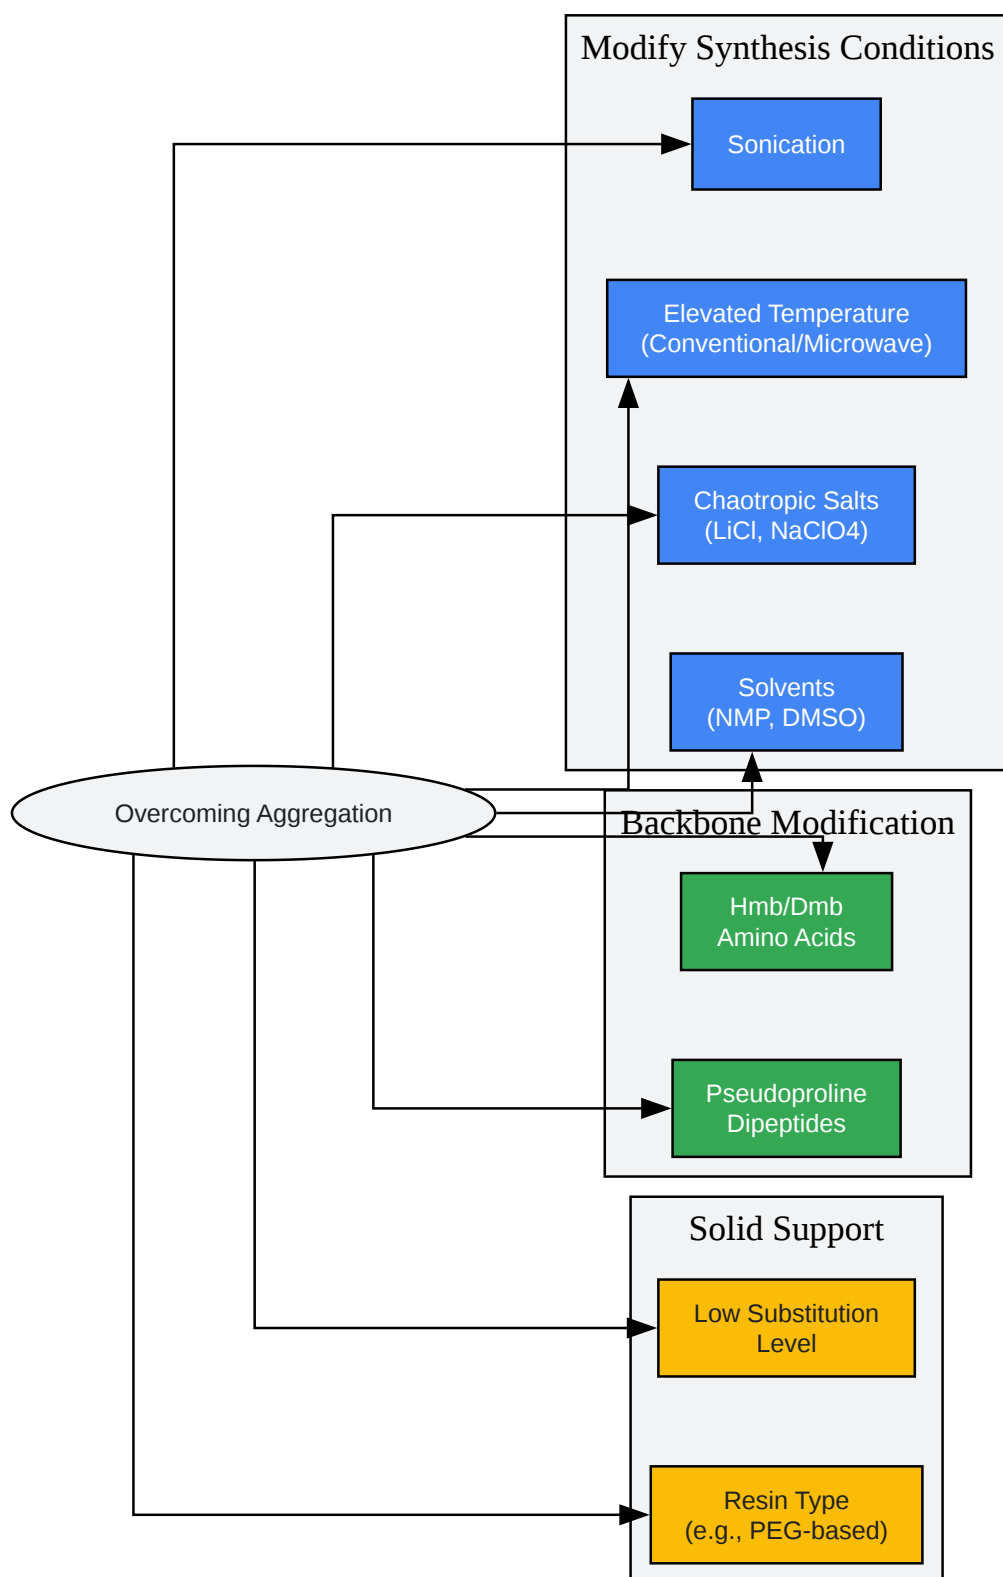 Modify Synthesis Conditions
Sonication
Elevated Temperature
(Conventional/Microwave)
Chaotropic Salts
(LiCl, NaClO4)
Solvents
(NMP, DMSO)
Overcoming Aggregation
Backbone Modification
Hmb/Dmb
Amino Acids
Pseudoproline
Dipeptides
Solid Support
Low Substitution
Level
Resin Type
(e.g., PEG-based)